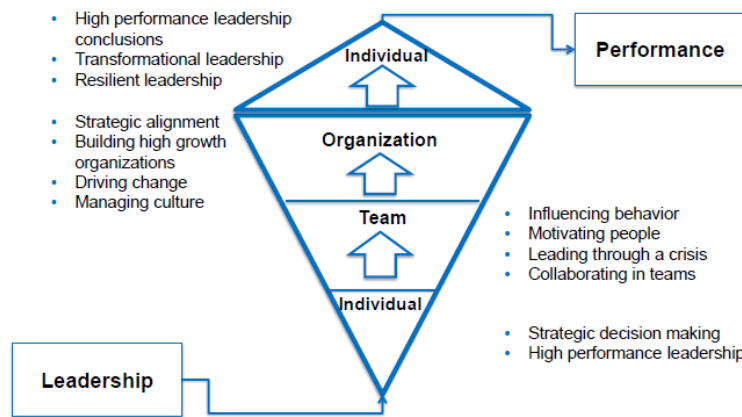 • High performance leadership
conclusions
• Transformational leadership
• Resilient leadership
Individual
Performance
• Strategic alignment
• Building high growth
organizations
• Driving change
• Managing culture
Organization
Team
• Influencing behavior
• Motivating people
• Leading through a crisis
• Collaborating in teams
Individual
• Strategic decision making
• High performance leadership
Leadership